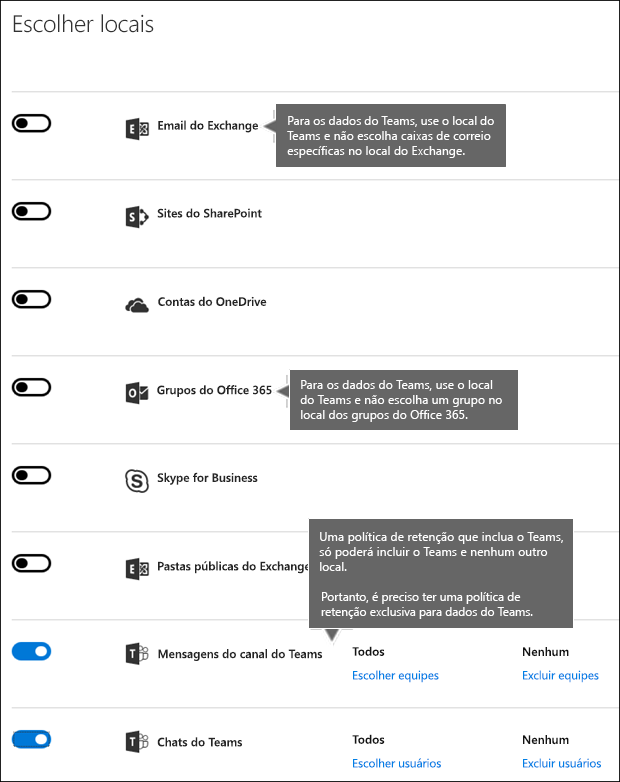 Escolher locais
Email do Exchange
Para os dados do Teams, use o local do
Teams e não escolha caixas de correio
específicas no local do Exchange.
Sites do SharePoint
Contas do OneDrive
Grupos do Office 365
Para os dados do Teams, use o local
do Teams e não escolha um grupo no
local dos grupos do Office 365.
Skype for Business
Uma política de retenção que inclua o Teams,
só poderá incluir o Teams e nenhum outro
local.
Portanto, é preciso ter uma política de
retenção exclusiva para dados do Teams.
Pastas públicas do Exchange
Mensagens do canal do Teams
Todos
Nenhum
Escolher equipes
Excluir equipes
Chats do Teams
Todos
Nenhum
Escolher usuários
Excluir usuários